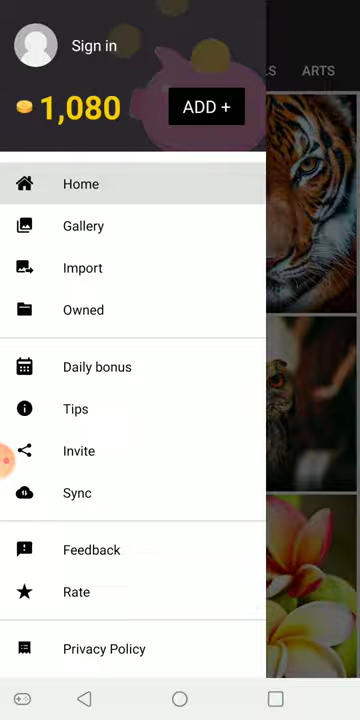 Sign in
1,080
ADD +
LS
ARTS
Home
Gallery
Import
Owned
Daily bonus
Tips
Invite
Sync
Feedback
Rate
Privacy Policy